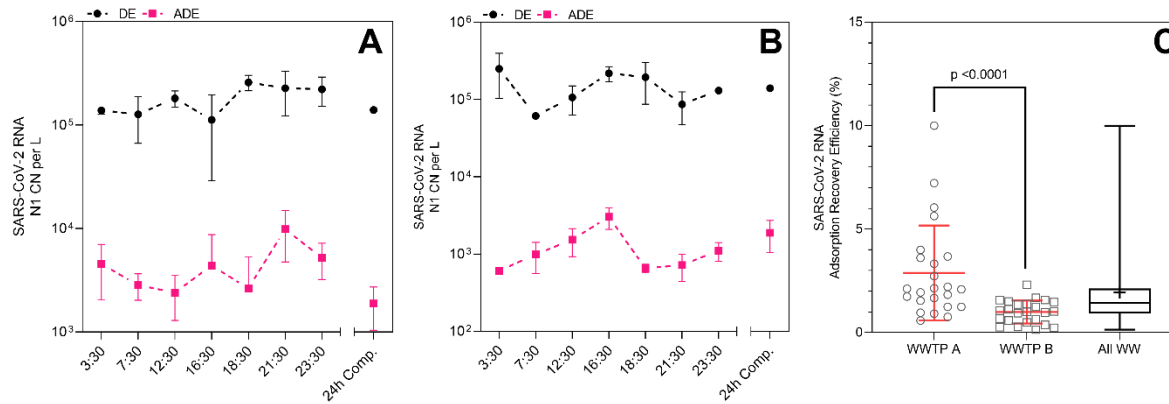 DE ADE
A
SARS-CoV-2 RNA
N1 CN per L
10⁶
10⁵
10⁴
10³
3:30
7:30
12:30
16:30
18:30
21:30
23:30
24h Comp.
DE ADE
B
SARS-CoV-2 RNA
N1 CN per L
10⁶
10⁵
10⁴
10³
10²
3:30
7:30
12:30
16:30
18:30
21:30
23:30
24h Comp.
C
SARS-CoV-2 RNA
Adsorption Recovery Efficiency (%)
15
10
5
0
p <0.0001
WWTP A
WWTP B
All WW